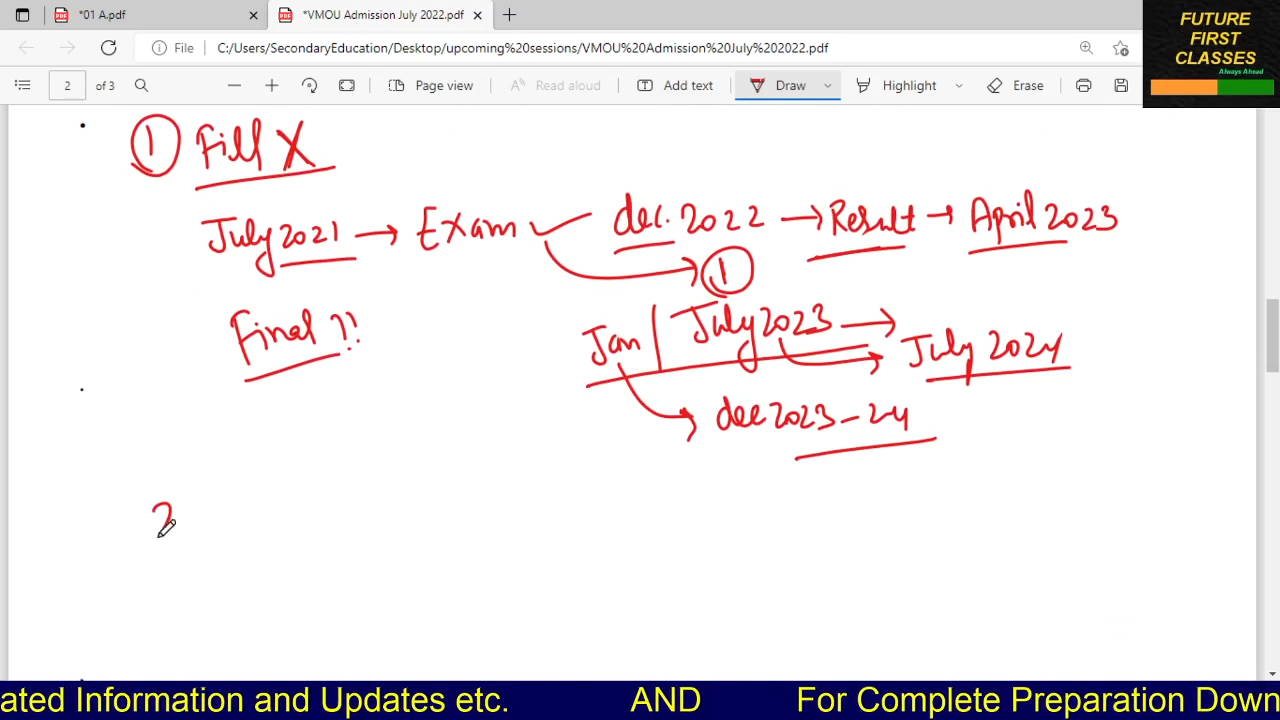 *01 A.pdf
*VMOU Admission July 2022.pdf
FUTURE
FIRST
CLASSES
Always Ahead
File C:/Users/SecondaryEducation/Desktop/upcoming%20sessions/VMOU%20Admission%20July%202022.pdf
2 of 3 Page view Read aloud Add text Draw Highlight Erase
① Fill X
July 2021 → Exam ✓ dec. 2022 → Result → April 2023
①
Final ??
Jan | July 2023 → July 2024
dec 2023-24
2
ated Information and Updates etc. AND For Complete Preparation Down